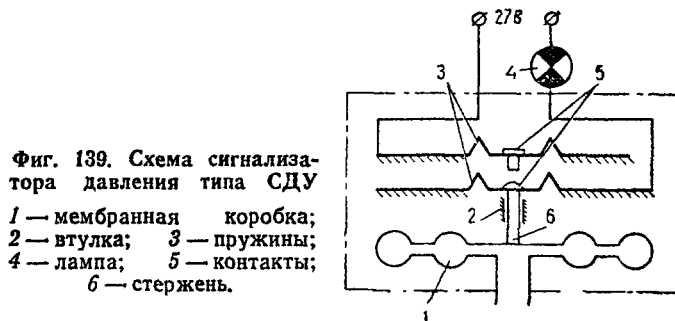 27в
3
4
5
2
6
1
Фиг. 139. Схема сигнализа-
тора давления типа СДУ
1 — мембранная коробка;
2 — втулка; 3 — пружины;
4 — лампа; 5 — контакты;
6 — стержень.